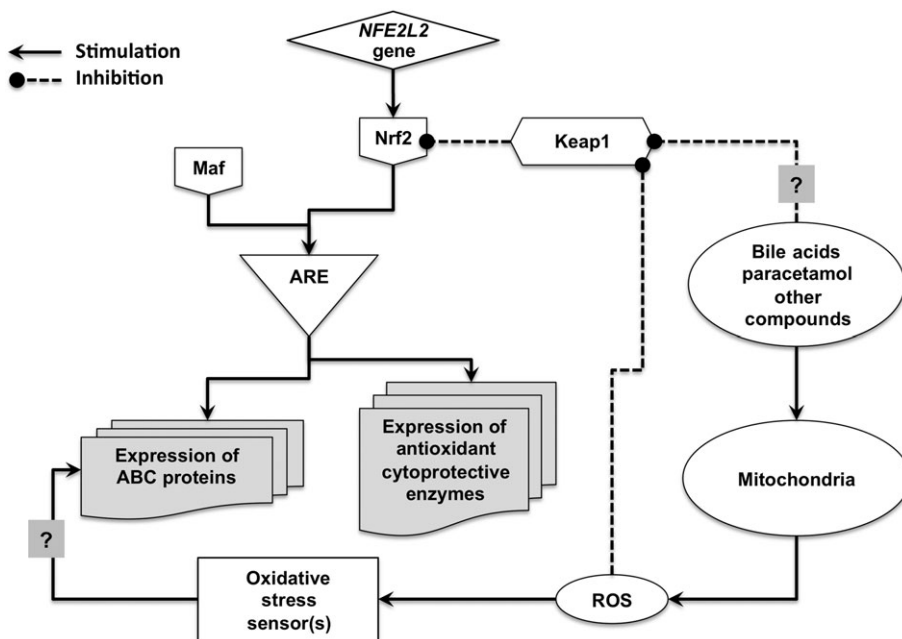 NFE2L2
gene
Stimulation
Inhibition
Nrf2
Keap1
Maf
?
ARE
Bile acids
paracetamol
other
compounds
Expression of
ABC proteins
Expression of
antioxidant
cytoprotective
enzymes
Mitochondria
?
Oxidative
stress
sensor(s)
ROS